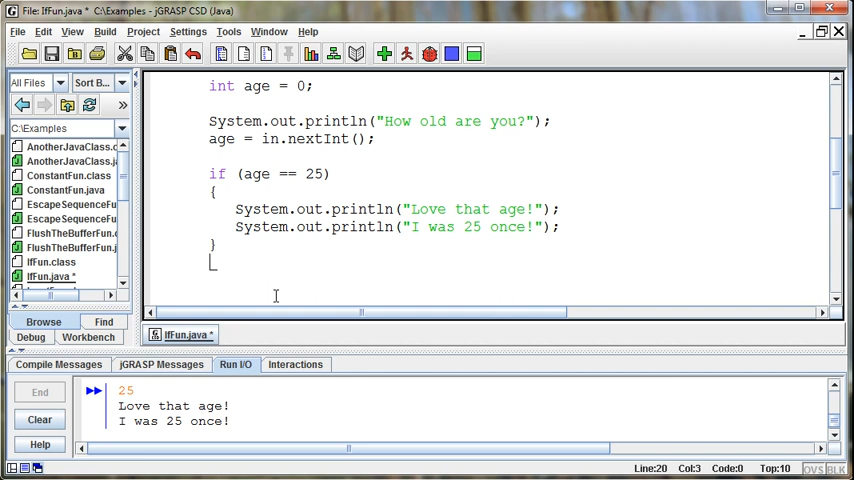 File: IfFun.java * C:\Examples - jGRASP CSD (Java)
File Edit View Build Project Settings Tools Window Help
All Files Sort B...
C:\Examples
AnotherJavaClass.c
AnotherJavaClass.ja
ConstantFun.class
ConstantFun.java
EscapeSequenceFu
EscapeSequenceFu
FlushTheBufferFun.
FlushTheBufferFun.j
IfFun.class
IfFun.java *
Browse Find
Debug Workbench
int age = 0;
System.out.println("How old are you?");
age = in.nextInt();
if (age == 25)
{
System.out.println("Love that age!");
System.out.println("I was 25 once!");
}
IfFun.java *
Compile Messages jGRASP Messages Run I/O Interactions
End
Clear
Help
25
Love that age!
I was 25 once!
Line:20 Col:3 Code:0 Top:10 OVS BLK